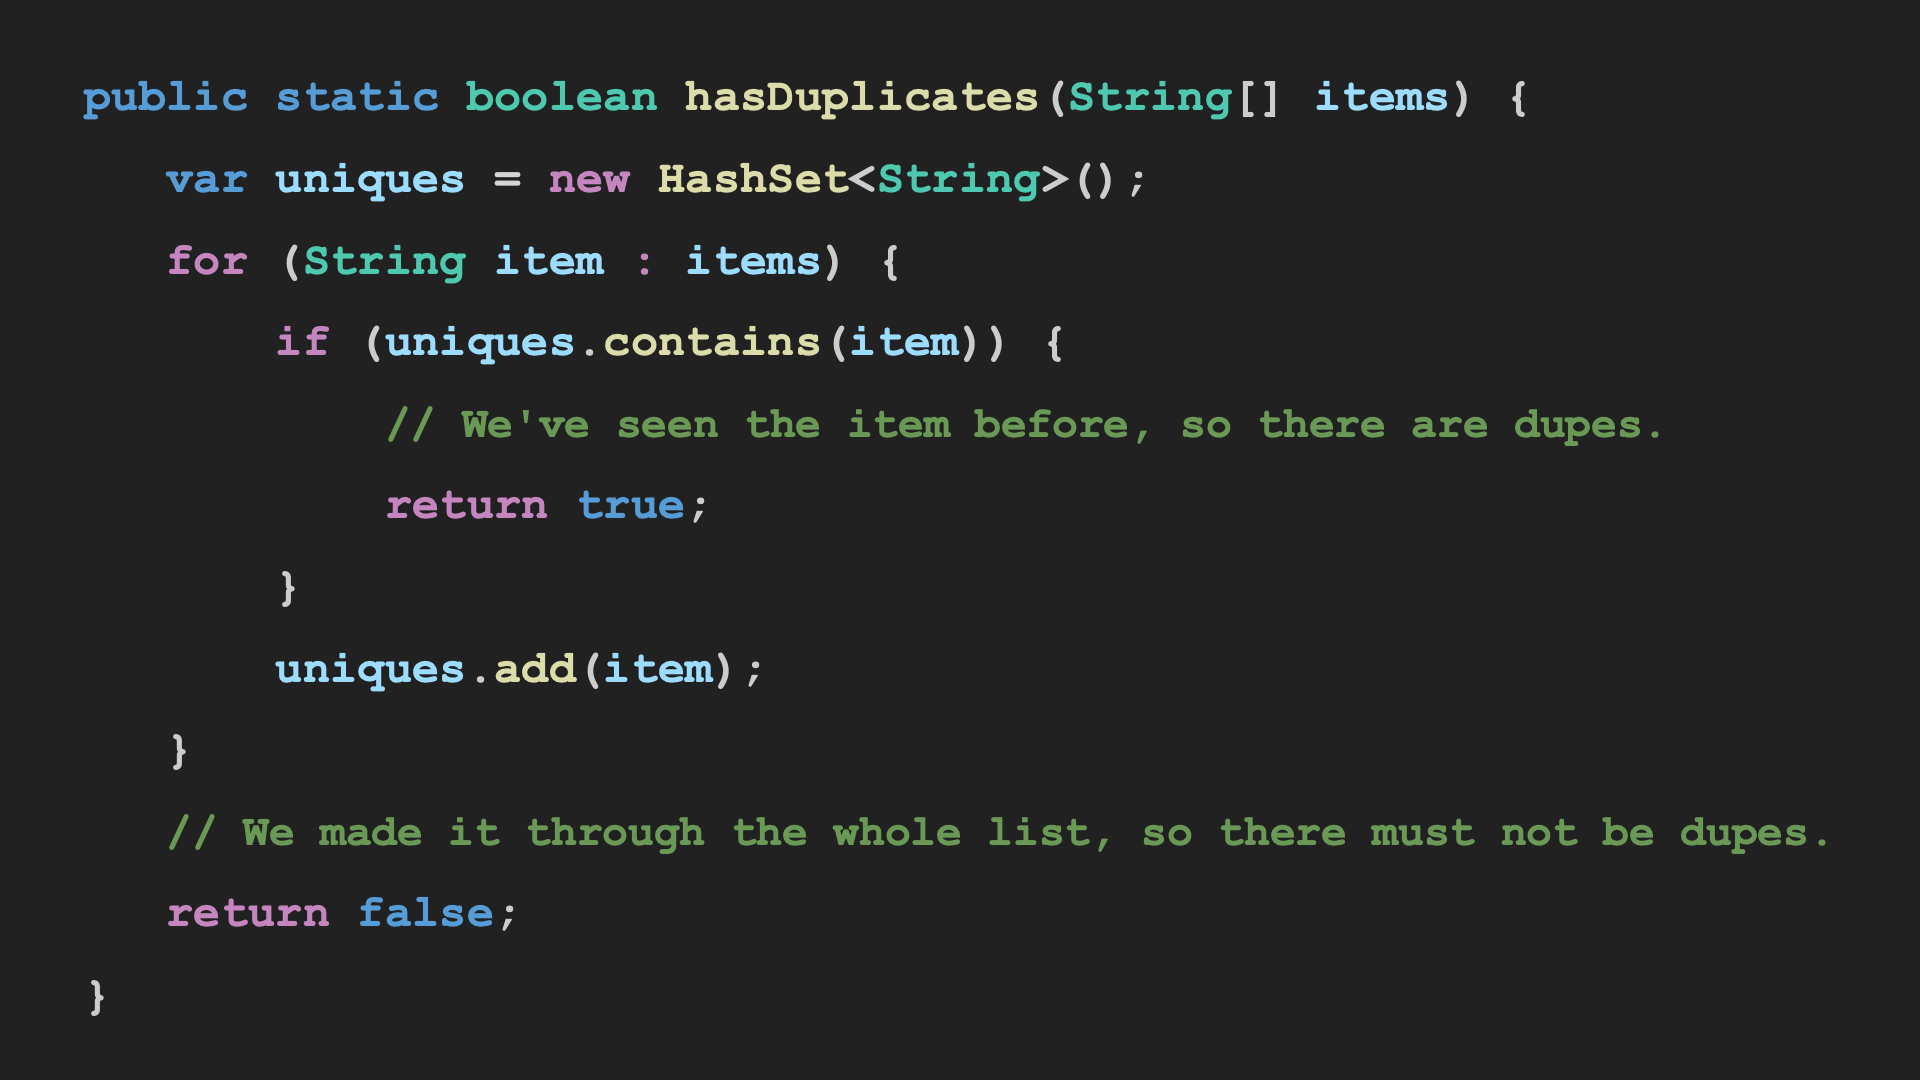 public static boolean hasDuplicates(String[] items) {
var uniques = new HashSet<String>();
for (String item : items) {
if (uniques.contains(item)) {
// We've seen the item before, so there are dupes.
return true;
}
uniques.add(item);
}
// We made it through the whole list, so there must not be dupes.
return false;
}